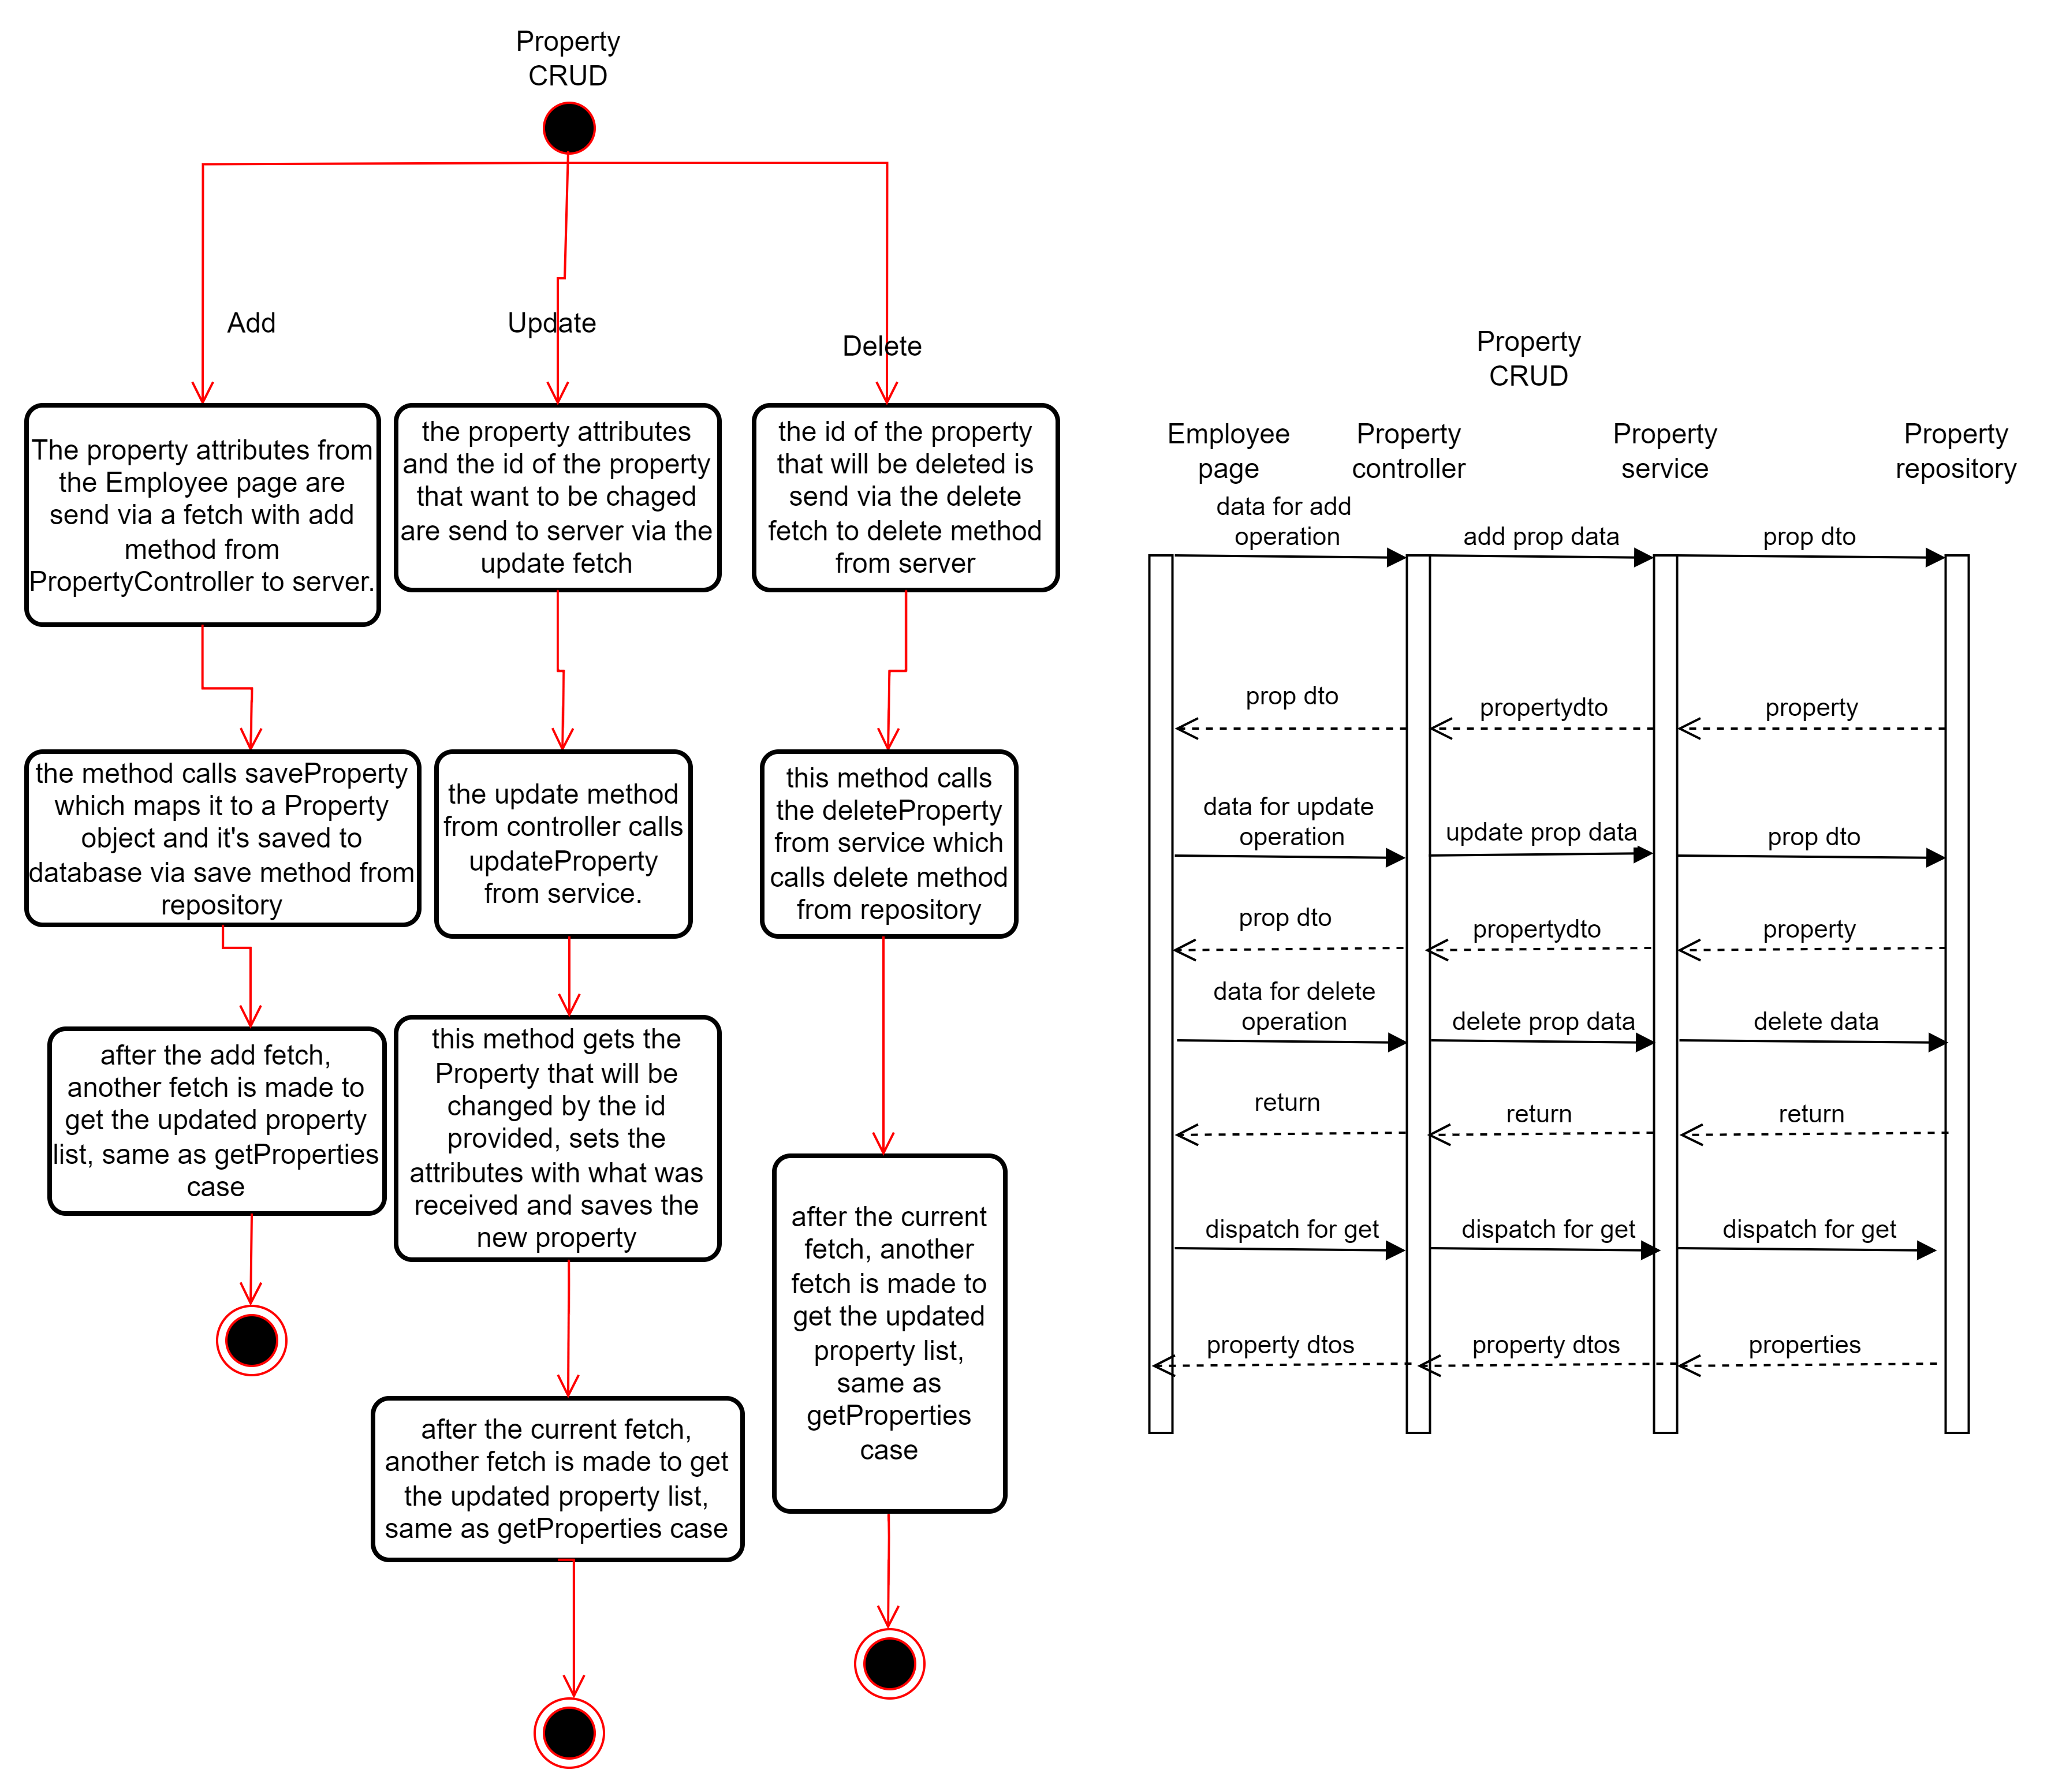 Property
CRUD
Add
Update
Delete
The property attributes from
the Employee page are
send via a fetch with add
method from
PropertyController to server.
the property attributes
and the id of the property
that want to be chaged
are send to server via the
update fetch
the id of the property
that will be deleted is
send via the delete
fetch to delete method
from server
the method calls saveProperty
which maps it to a Property
object and it's saved to
database via save method from
repository
the update method
from controller calls
updateProperty
from service.
this method calls
the deleteProperty
from service which
calls delete method
from repository
after the add fetch,
another fetch is made to
get the updated property
list, same as getProperties
case
this method gets the
Property that will be
changed by the id
provided, sets the
attributes with what was
received and saves the
new property
after the current
fetch, another
fetch is made to
get the updated
property list,
same as
getProperties
case
after the current fetch,
another fetch is made to get
the updated property list,
same as getProperties case
Property
CRUD
Employee
page
Property
controller
Property
service
Property
repository
data for add
operation
add prop data
prop dto
prop dto
propertydto
property
data for update
operation
update prop data
prop dto
prop dto
propertydto
property
data for delete
operation
delete prop data
delete data
return
return
return
dispatch for get
dispatch for get
dispatch for get
property dtos
property dtos
properties